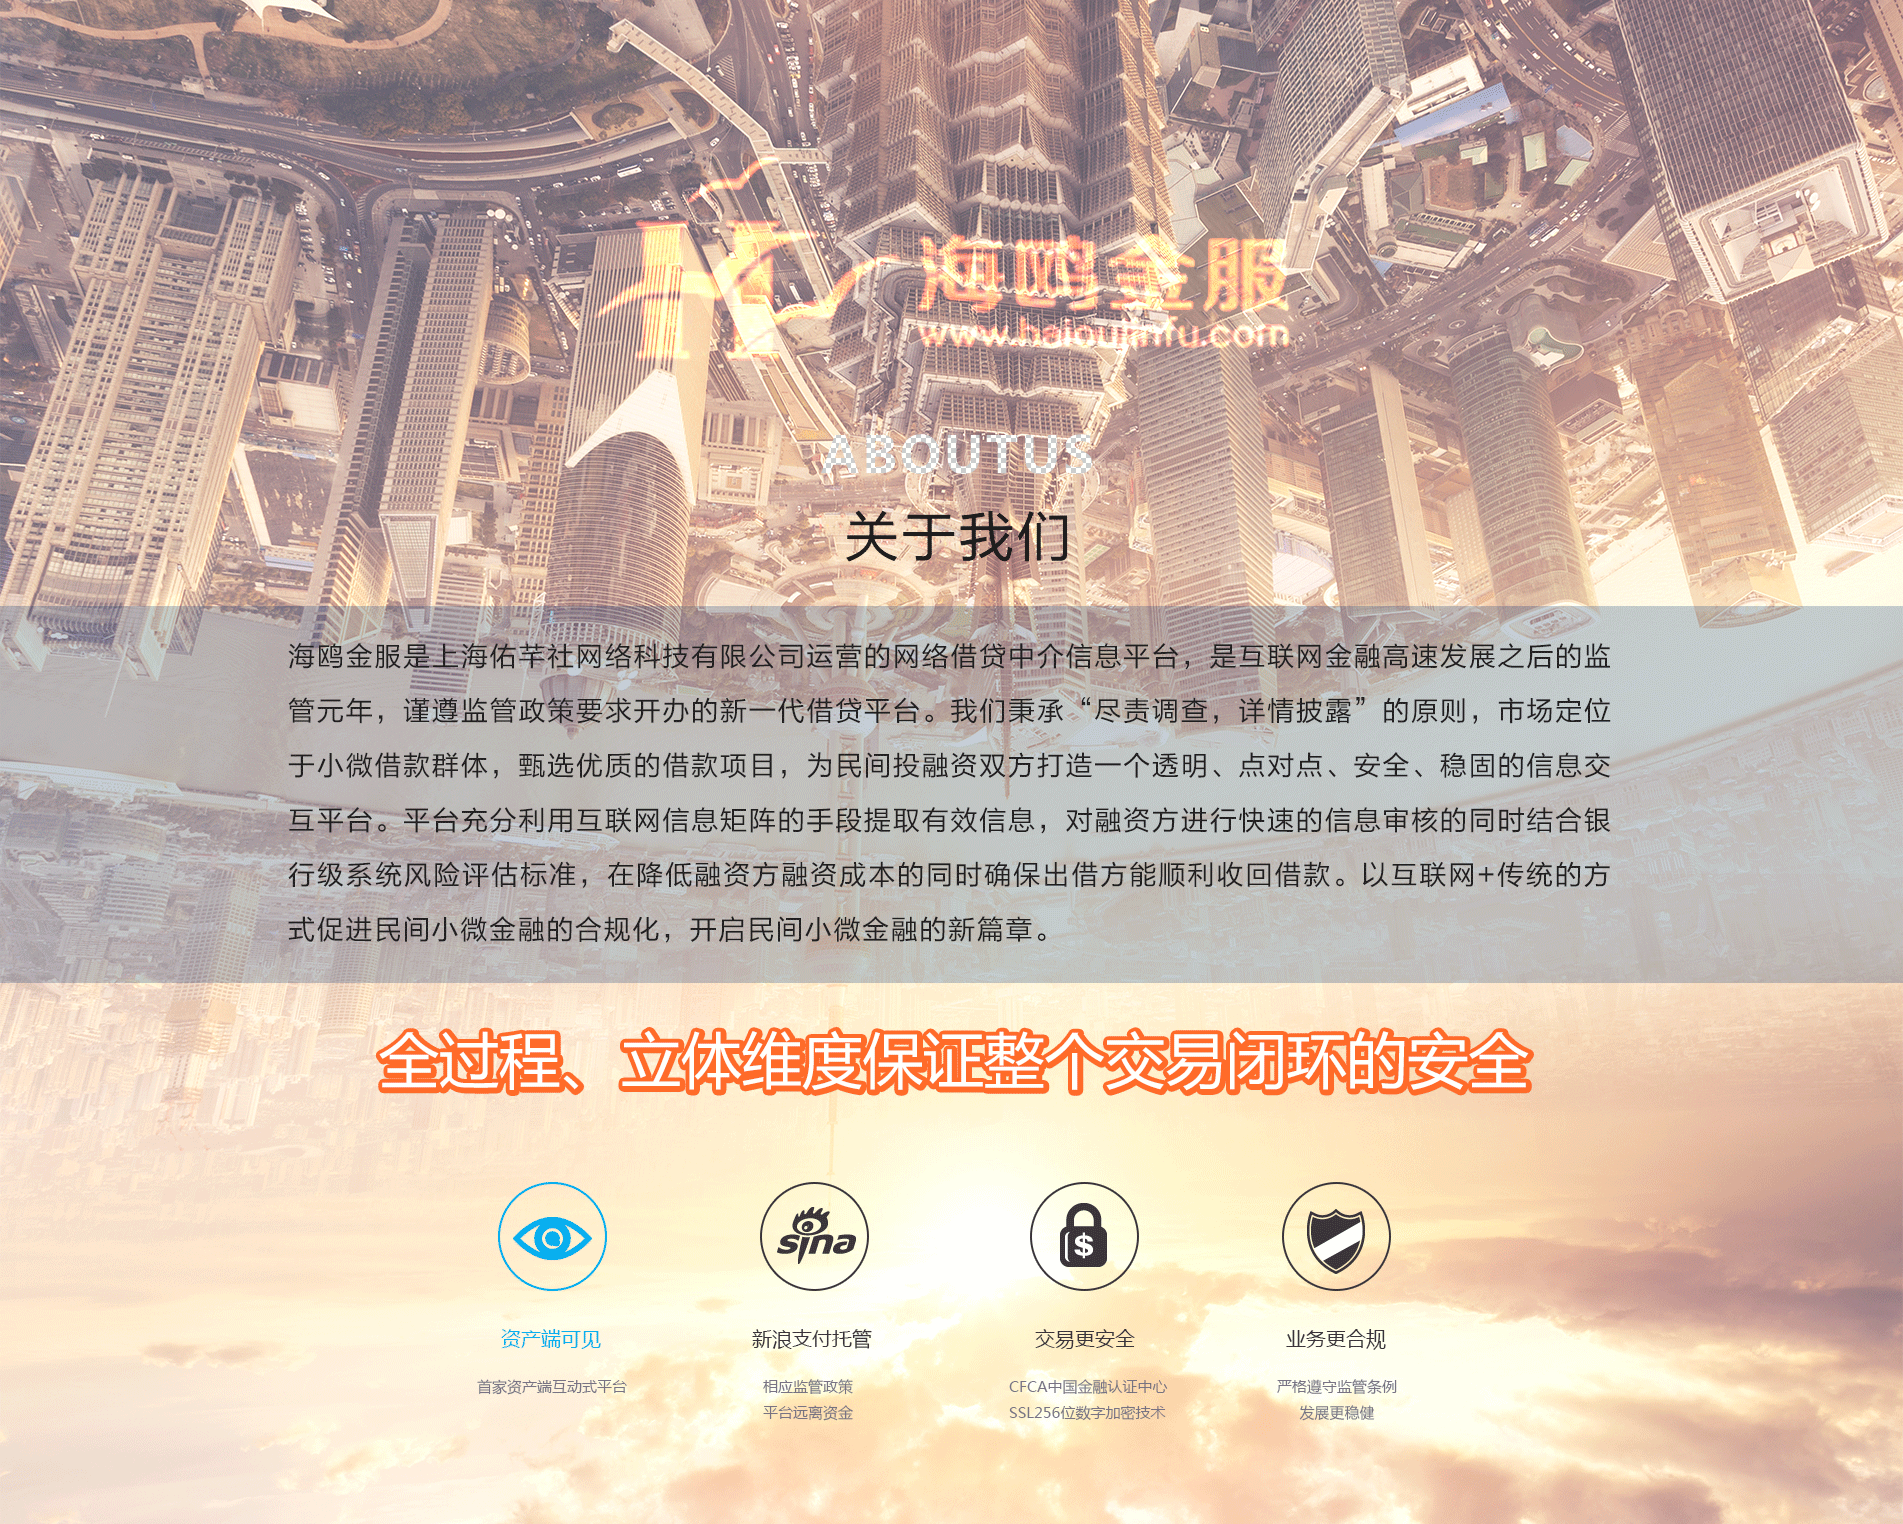 海鸥金服
www.haioujinfu.com
ABOUTUS
关于我们
海鸥金服是上海佑芊社网络科技有限公司运营的网络借贷中介信息平台，是互联网金融高速发展之后的监
管元年，谨遵监管政策要求开办的新一代借贷平台。我们秉承“尽责调查，详情披露”的原则，市场定位
于小微借款群体，甄选优质的借款项目，为民间投融资双方打造一个透明、点对点、安全、稳固的信息交
互平台。平台充分利用互联网信息矩阵的手段提取有效信息，对融资方进行快速的信息审核的同时结合银
行级系统风险评估标准，在降低融资方融资成本的同时确保出借方能顺利收回借款。以互联网+传统的方
式促进民间小微金融的合规化，开启民间小微金融的新篇章。
全过程、立体维度保证整个交易闭环的安全
sina
$
资产端可见
新浪支付托管
交易更安全
业务更合规
首家资产端互动式平台
相应监管政策
平台远离资金
CFCA中国金融认证中心
SSL256位数字加密技术
严格遵守监管条例
发展更稳健